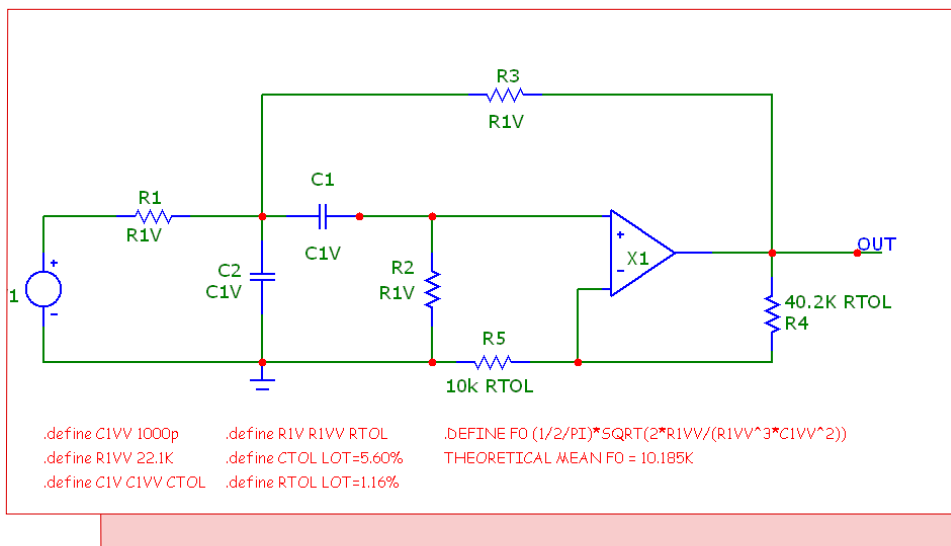 R3
R1V
R1
R1V
C1
C1V
C2
C1V
R2
R1V
+
-
1
+
-
X1
OUT
40.2K RTOL
R4
R5
10k RTOL
.define C1VV 1000p
.define R1V R1VV RTOL
.DEFINE F0 (1/2/PI)*SQRT(2*R1VV/(R1VV^3*C1VV^2))
.define R1VV 22.1K
.define CTOL LOT=5.60%
THEORETICAL MEAN F0 = 10.185K
.define C1V C1VV CTOL
.define RTOL LOT=1.16%